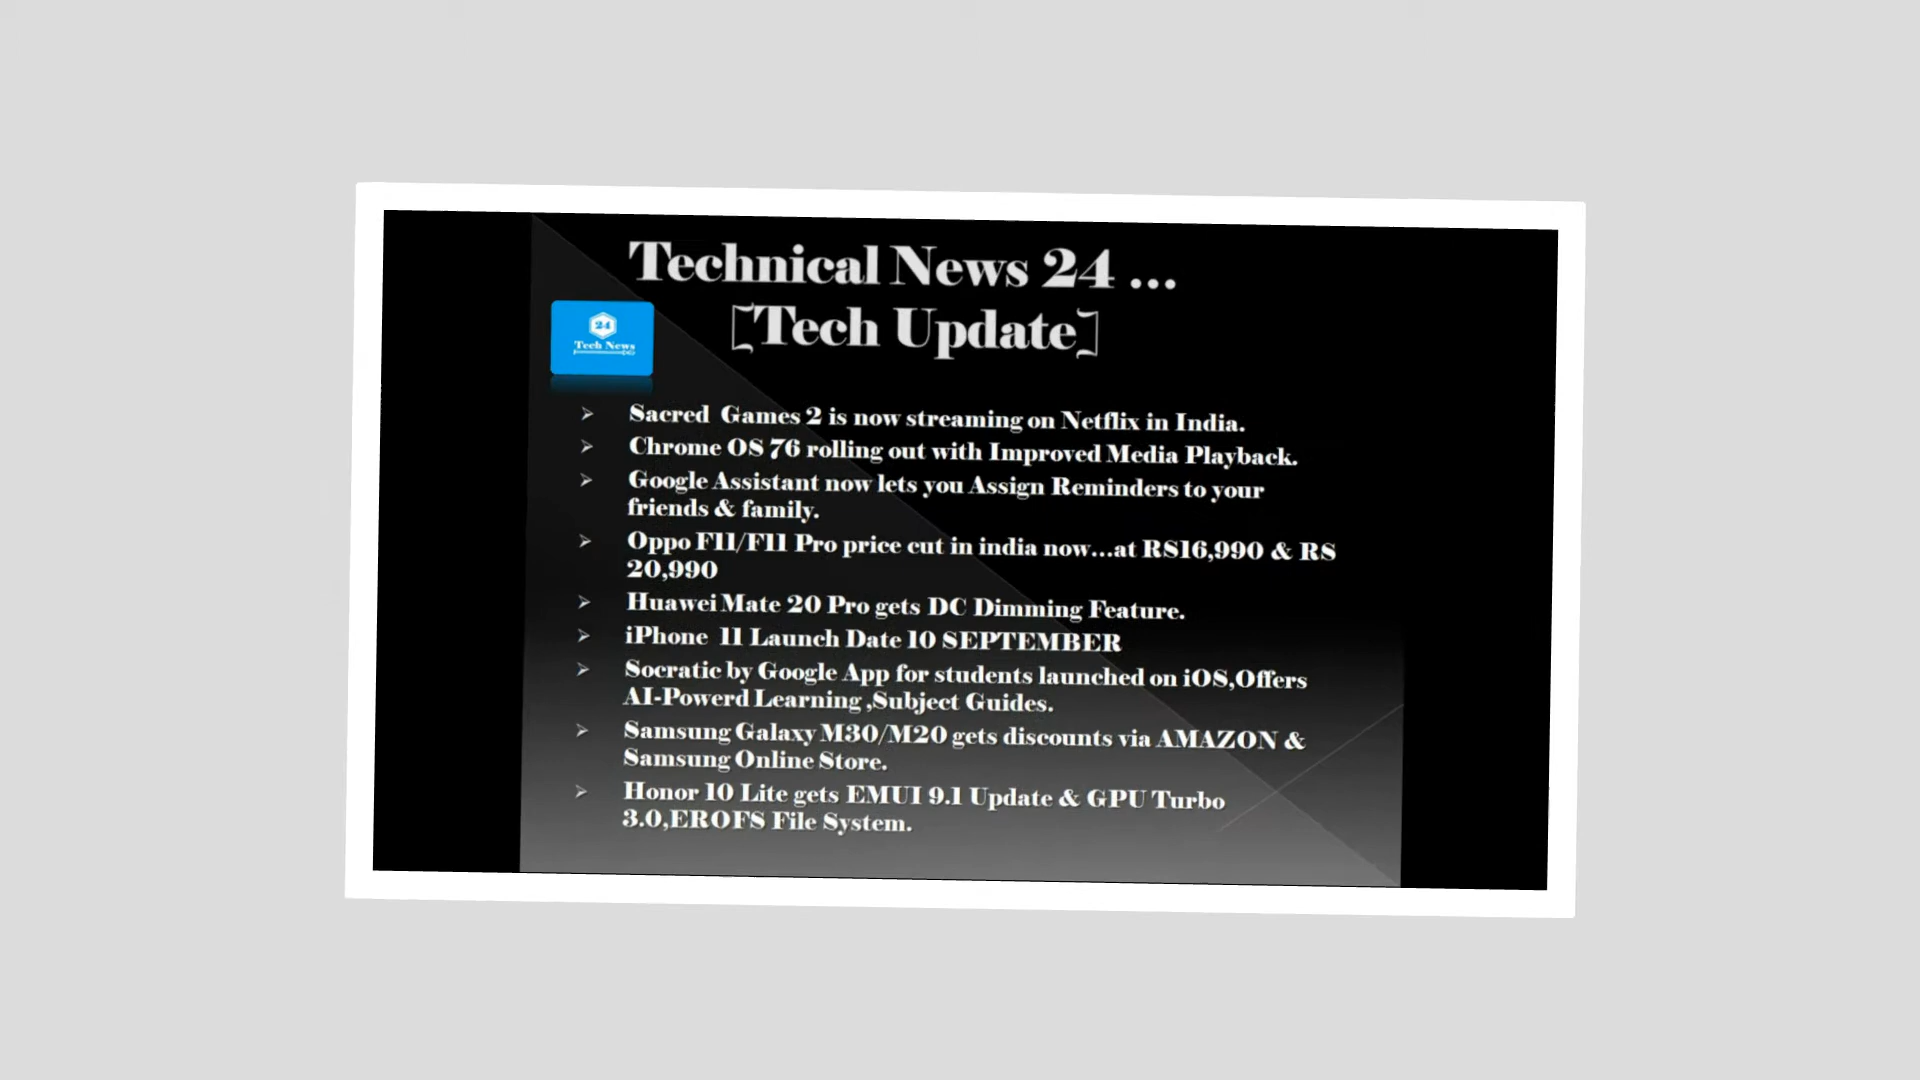 Technical News 24 ...
[Tech Update]
24
Tech News
Sacred Games 2 is now streaming on Netflix in India.
Chrome OS 76 rolling out with Improved Media Playback.
Google Assistant now lets you Assign Reminders to your
friends & family.
Oppo F11/F11 Pro price cut in india now...at RS16,990 & RS
20,990
Huawei Mate 20 Pro gets DC Dimming Feature.
iPhone 11 Launch Date 10 SEPTEMBER
Socratic by Google App for students launched on iOS,Offers
AI-Powerd Learning ,Subject Guides.
Samsung Galaxy M30/M20 gets discounts via AMAZON &
Samsung Online Store.
Honor 10 Lite gets EMUI 9.1 Update & GPU Turbo
3.0,EROFS File System.